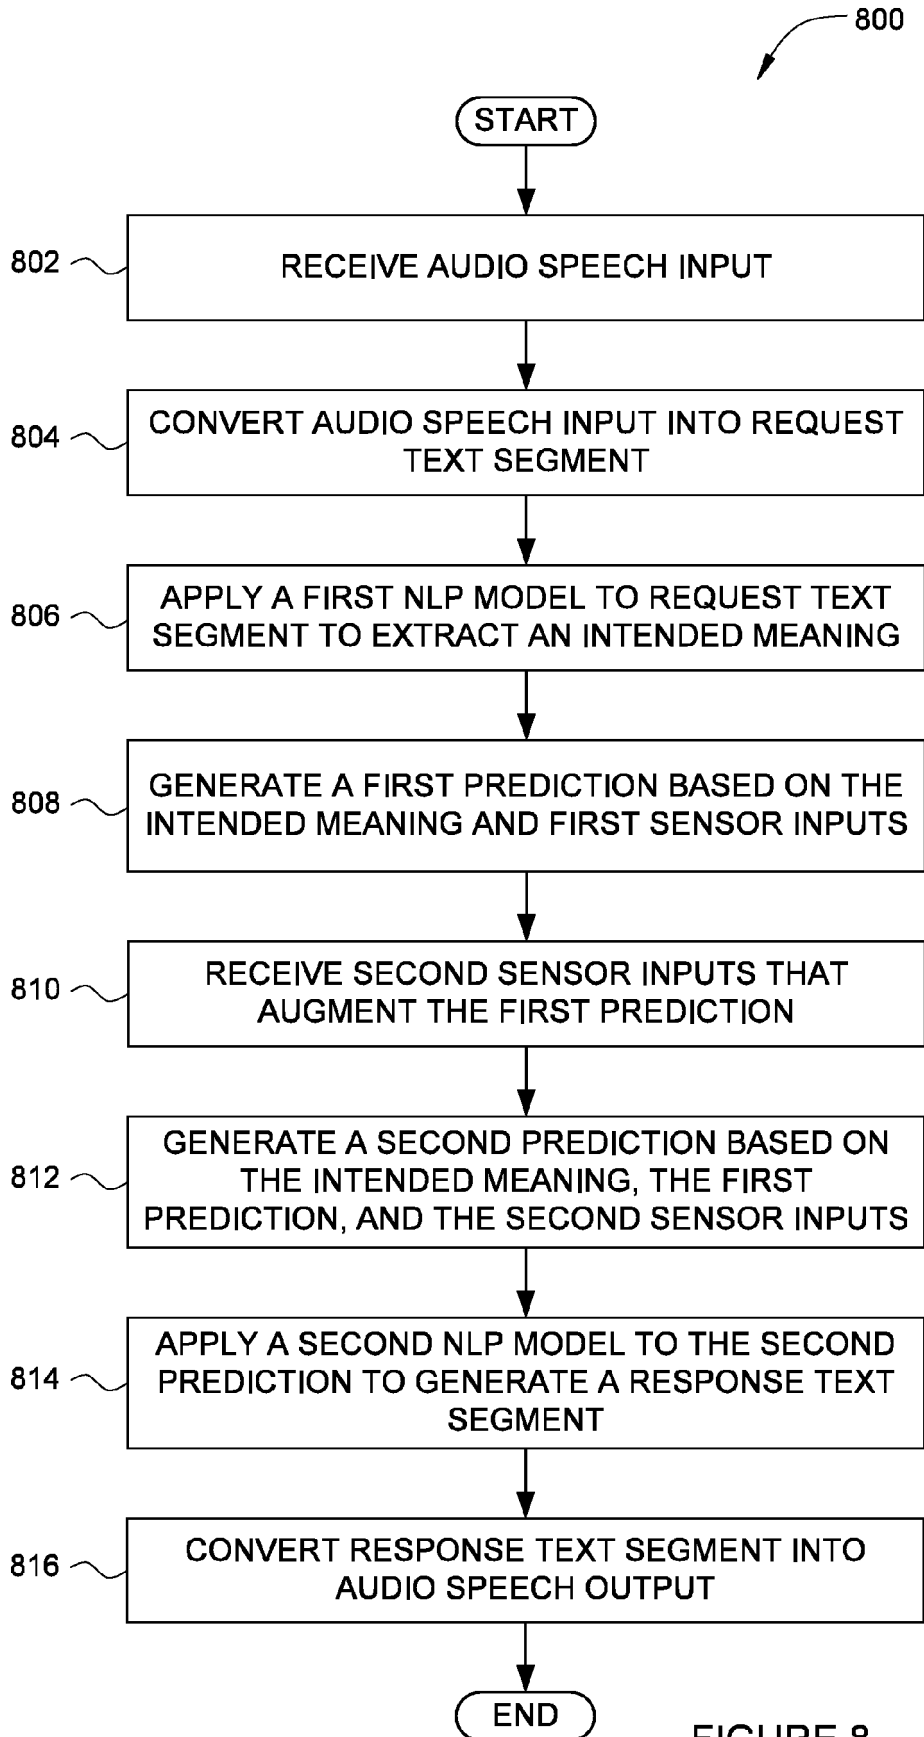 800
START
802
RECEIVE AUDIO SPEECH INPUT
804
CONVERT AUDIO SPEECH INPUT INTO REQUEST
TEXT SEGMENT
806
APPLY A FIRST NLP MODEL TO REQUEST TEXT
SEGMENT TO EXTRACT AN INTENDED MEANING
808
GENERATE A FIRST PREDICTION BASED ON THE
INTENDED MEANING AND FIRST SENSOR INPUTS
810
RECEIVE SECOND SENSOR INPUTS THAT
AUGMENT THE FIRST PREDICTION
812
GENERATE A SECOND PREDICTION BASED ON
THE INTENDED MEANING, THE FIRST
PREDICTION, AND THE SECOND SENSOR INPUTS
814
APPLY A SECOND NLP MODEL TO THE SECOND
PREDICTION TO GENERATE A RESPONSE TEXT
SEGMENT
816
CONVERT RESPONSE TEXT SEGMENT INTO
AUDIO SPEECH OUTPUT
END
FIGURE 8